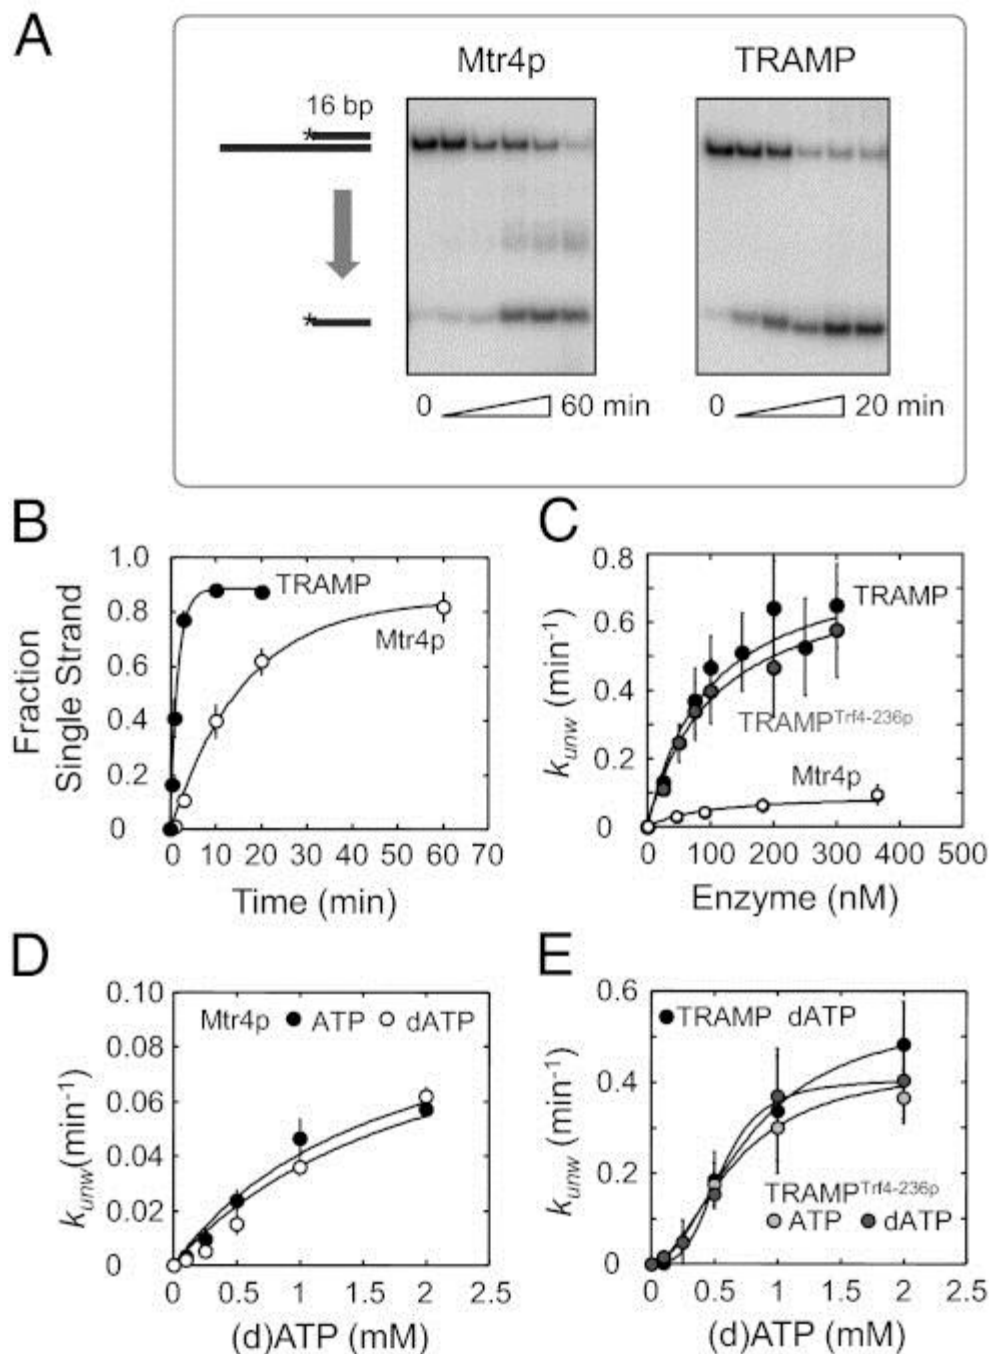 A
Mtr4p TRAMP
16 bp
*
*
0 60 min 0 20 min
B
1.0
0.8
0.6
0.4
0.2
0
TRAMP
Mtr4p
Fraction
Single Strand
0 10 20 30 40 50 60 70
Time (min)
C
0.8
0.6
0.4
0.2
0
TRAMP
TRAMPTrf4-236p
Mtr4p
kunw (min-1)
0 100 200 300 400 500
Enzyme (nM)
D
0.10
0.08
0.06
0.04
0.02
0
Mtr4p ATP dATP
kunw(min-1)
0 0.5 1 1.5 2 2.5
(d)ATP (mM)
E
0.6
0.4
0.2
0
TRAMP dATP
TRAMPTrf4-236p
ATP dATP
kunw (min-1)
0 0.5 1 1.5 2 2.5
(d)ATP (mM)